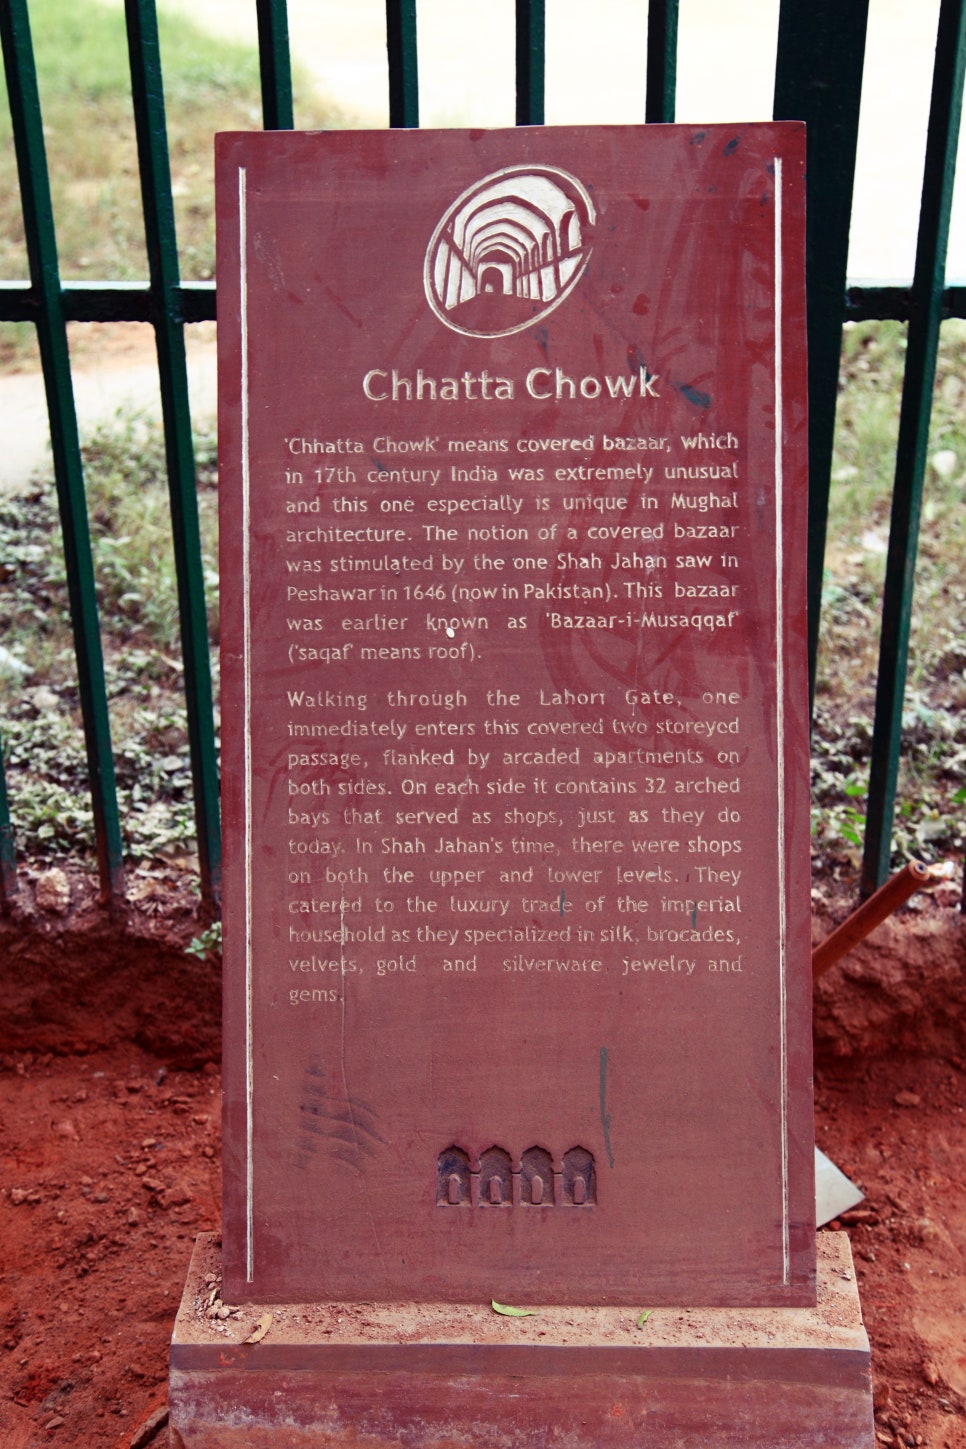 Chhatta Chowk
'Chhatta Chowk' means covered bazaar, which
in 17th century India was extremely unusual
and this one especially is unique in Mughal
architecture. The notion of a covered bazaar
was stimulated by the one Shah Jahan saw in
Peshawar in 1646 (now in Pakistan). This bazaar
was earlier known as 'Bazaar-i-Musaqqaf'
('saqaf' means roof).
Walking through the Lahori Gate, one
immediately enters this covered two storeyed
passage, flanked by arcaded apartments on
both sides. On each side it contains 32 arched
bays that served as shops, just as they do
today. In Shah Jahan's time, there were shops
on both the upper and lower levels. They
catered to the luxury trade of the imperial
household as they specialized in silk, brocades,
velvets, gold and silverware jewelry and
gems.